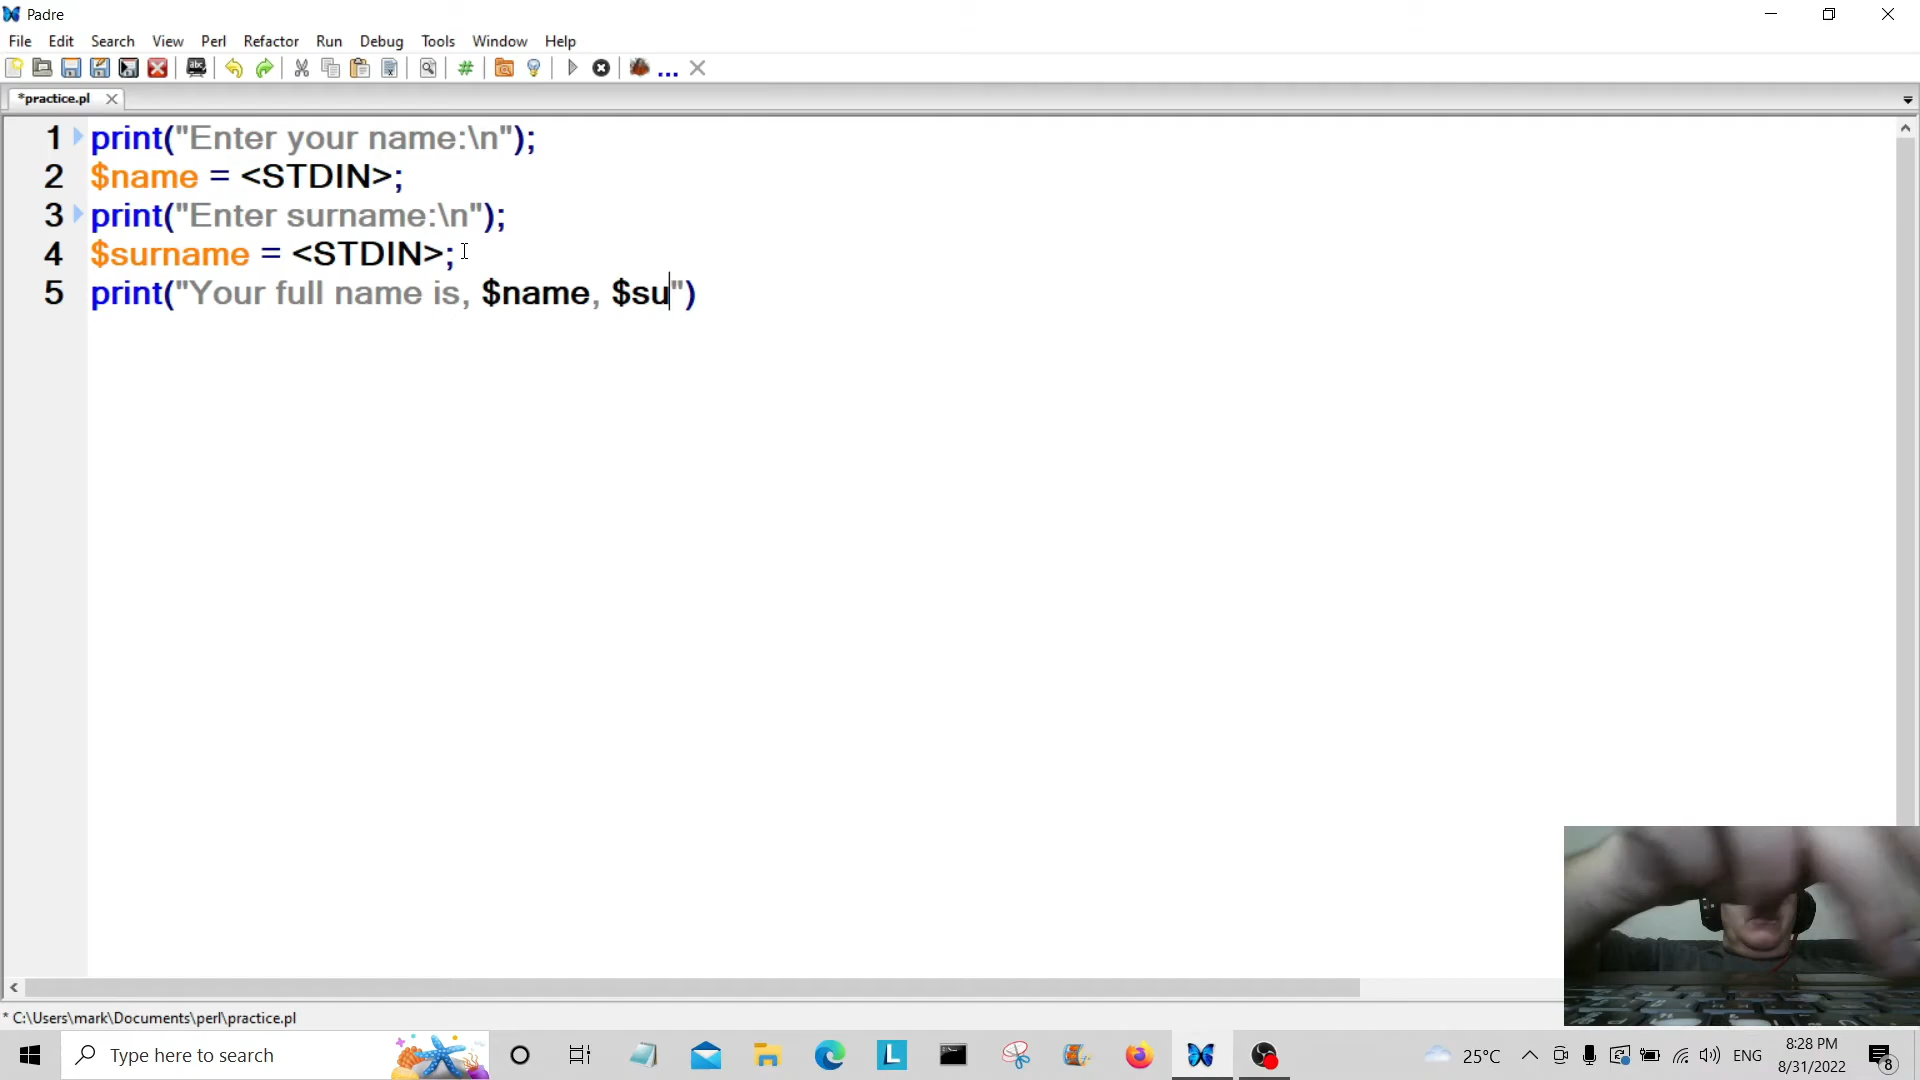 Padre
File Edit Search View Perl Refactor Run Debug Tools Window Help
*practice.pl
1 print("Enter your name:\n");
2 $name = <STDIN>;
3 print("Enter surname:\n");
4 $surname = <STDIN>;
5 print("Your full name is, $name, $su")
* C:\Users\mark\Documents\perl\practice.pl
Type here to search
L
25°C
ENG
8:28 PM
8/31/2022
8